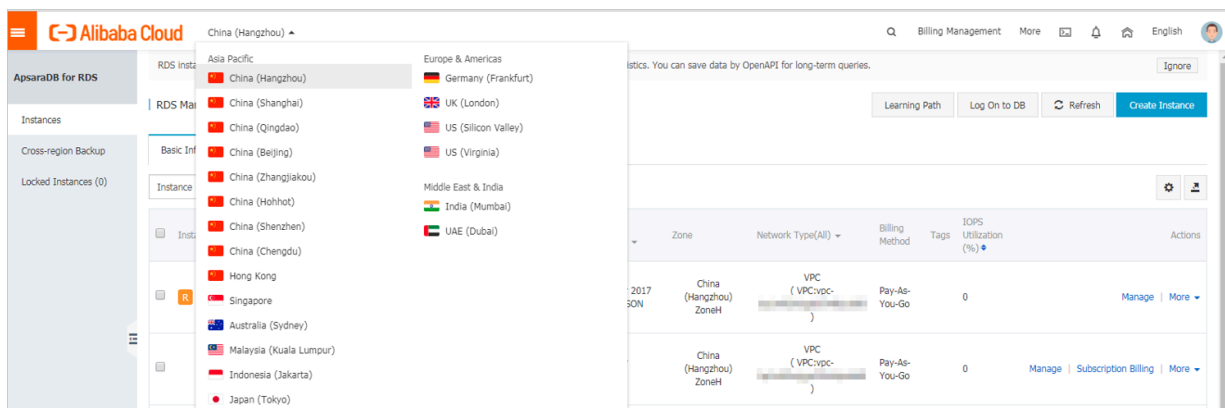 Alibaba Cloud
China (Hangzhou)
Billing Management
More
English
ApsaraDB for RDS
Instances
Cross-region Backup
Locked Instances (0)
RDS
istics. You can save data by OpenAPI for long-term queries.
Ignore
RDS
Learning Path
Log On to DB
Refresh
Create Instance
Basic
Instance
Asia Pacific
China (Hangzhou)
China (Shanghai)
China (Qingdao)
China (Beijing)
China (Zhangjiakou)
China (Hohhot)
China (Shenzhen)
China (Chengdu)
Hong Kong
Singapore
Australia (Sydney)
Malaysia (Kuala Lumpur)
Indonesia (Jakarta)
Japan (Tokyo)
Europe & Americas
Germany (Frankfurt)
UK (London)
US (Silicon Valley)
US (Virginia)
Middle East & India
India (Mumbai)
UAE (Dubai)
Zone
Network Type(All)
Billing
Method
Tags
IOPS
Utilization
(%)
Actions
R
2017
SON
China
(Hangzhou)
ZoneH
VPC
( VPC:vpc-
)
Pay-As-
You-Go
0
Manage | More
China
(Hangzhou)
ZoneH
VPC
( VPC:vpc-
)
Pay-As-
You-Go
0
Manage | Subscription Billing | More